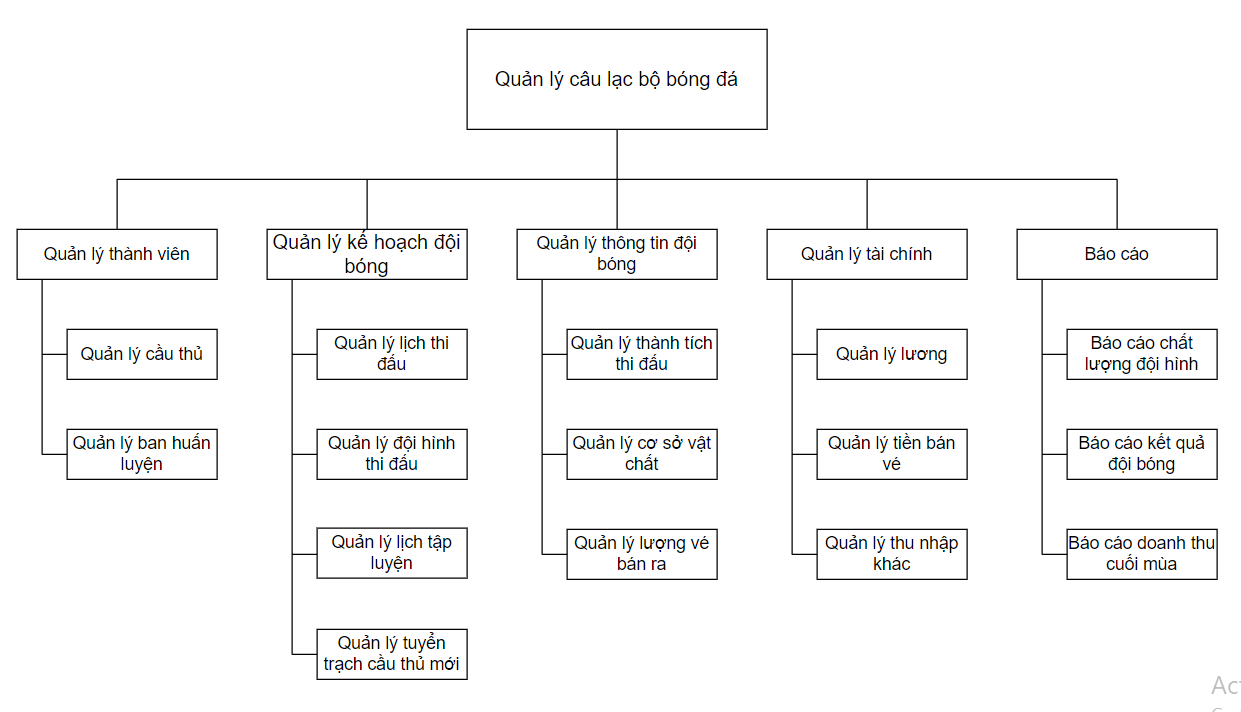 Quản lý câu lạc bộ bóng đá
Quản lý thành viên
Quản lý kế hoạch đội
bóng
Quản lý thông tin đội
bóng
Quản lý tài chính
Báo cáo
Quản lý cầu thủ
Quản lý ban huấn
luyện
Quản lý lịch thi
đấu
Quản lý đội hình
thi đấu
Quản lý lịch tập
luyện
Quản lý tuyển
trạch cầu thủ mới
Quản lý thành tích
thi đấu
Quản lý cơ sở vật
chất
Quản lý lượng vé
bán ra
Quản lý lương
Quản lý tiền bán
vé
Quản lý thu nhập
khác
Báo cáo chất
lượng đội hình
Báo cáo kết quả
đội bóng
Báo cáo doanh thu
cuối mùa